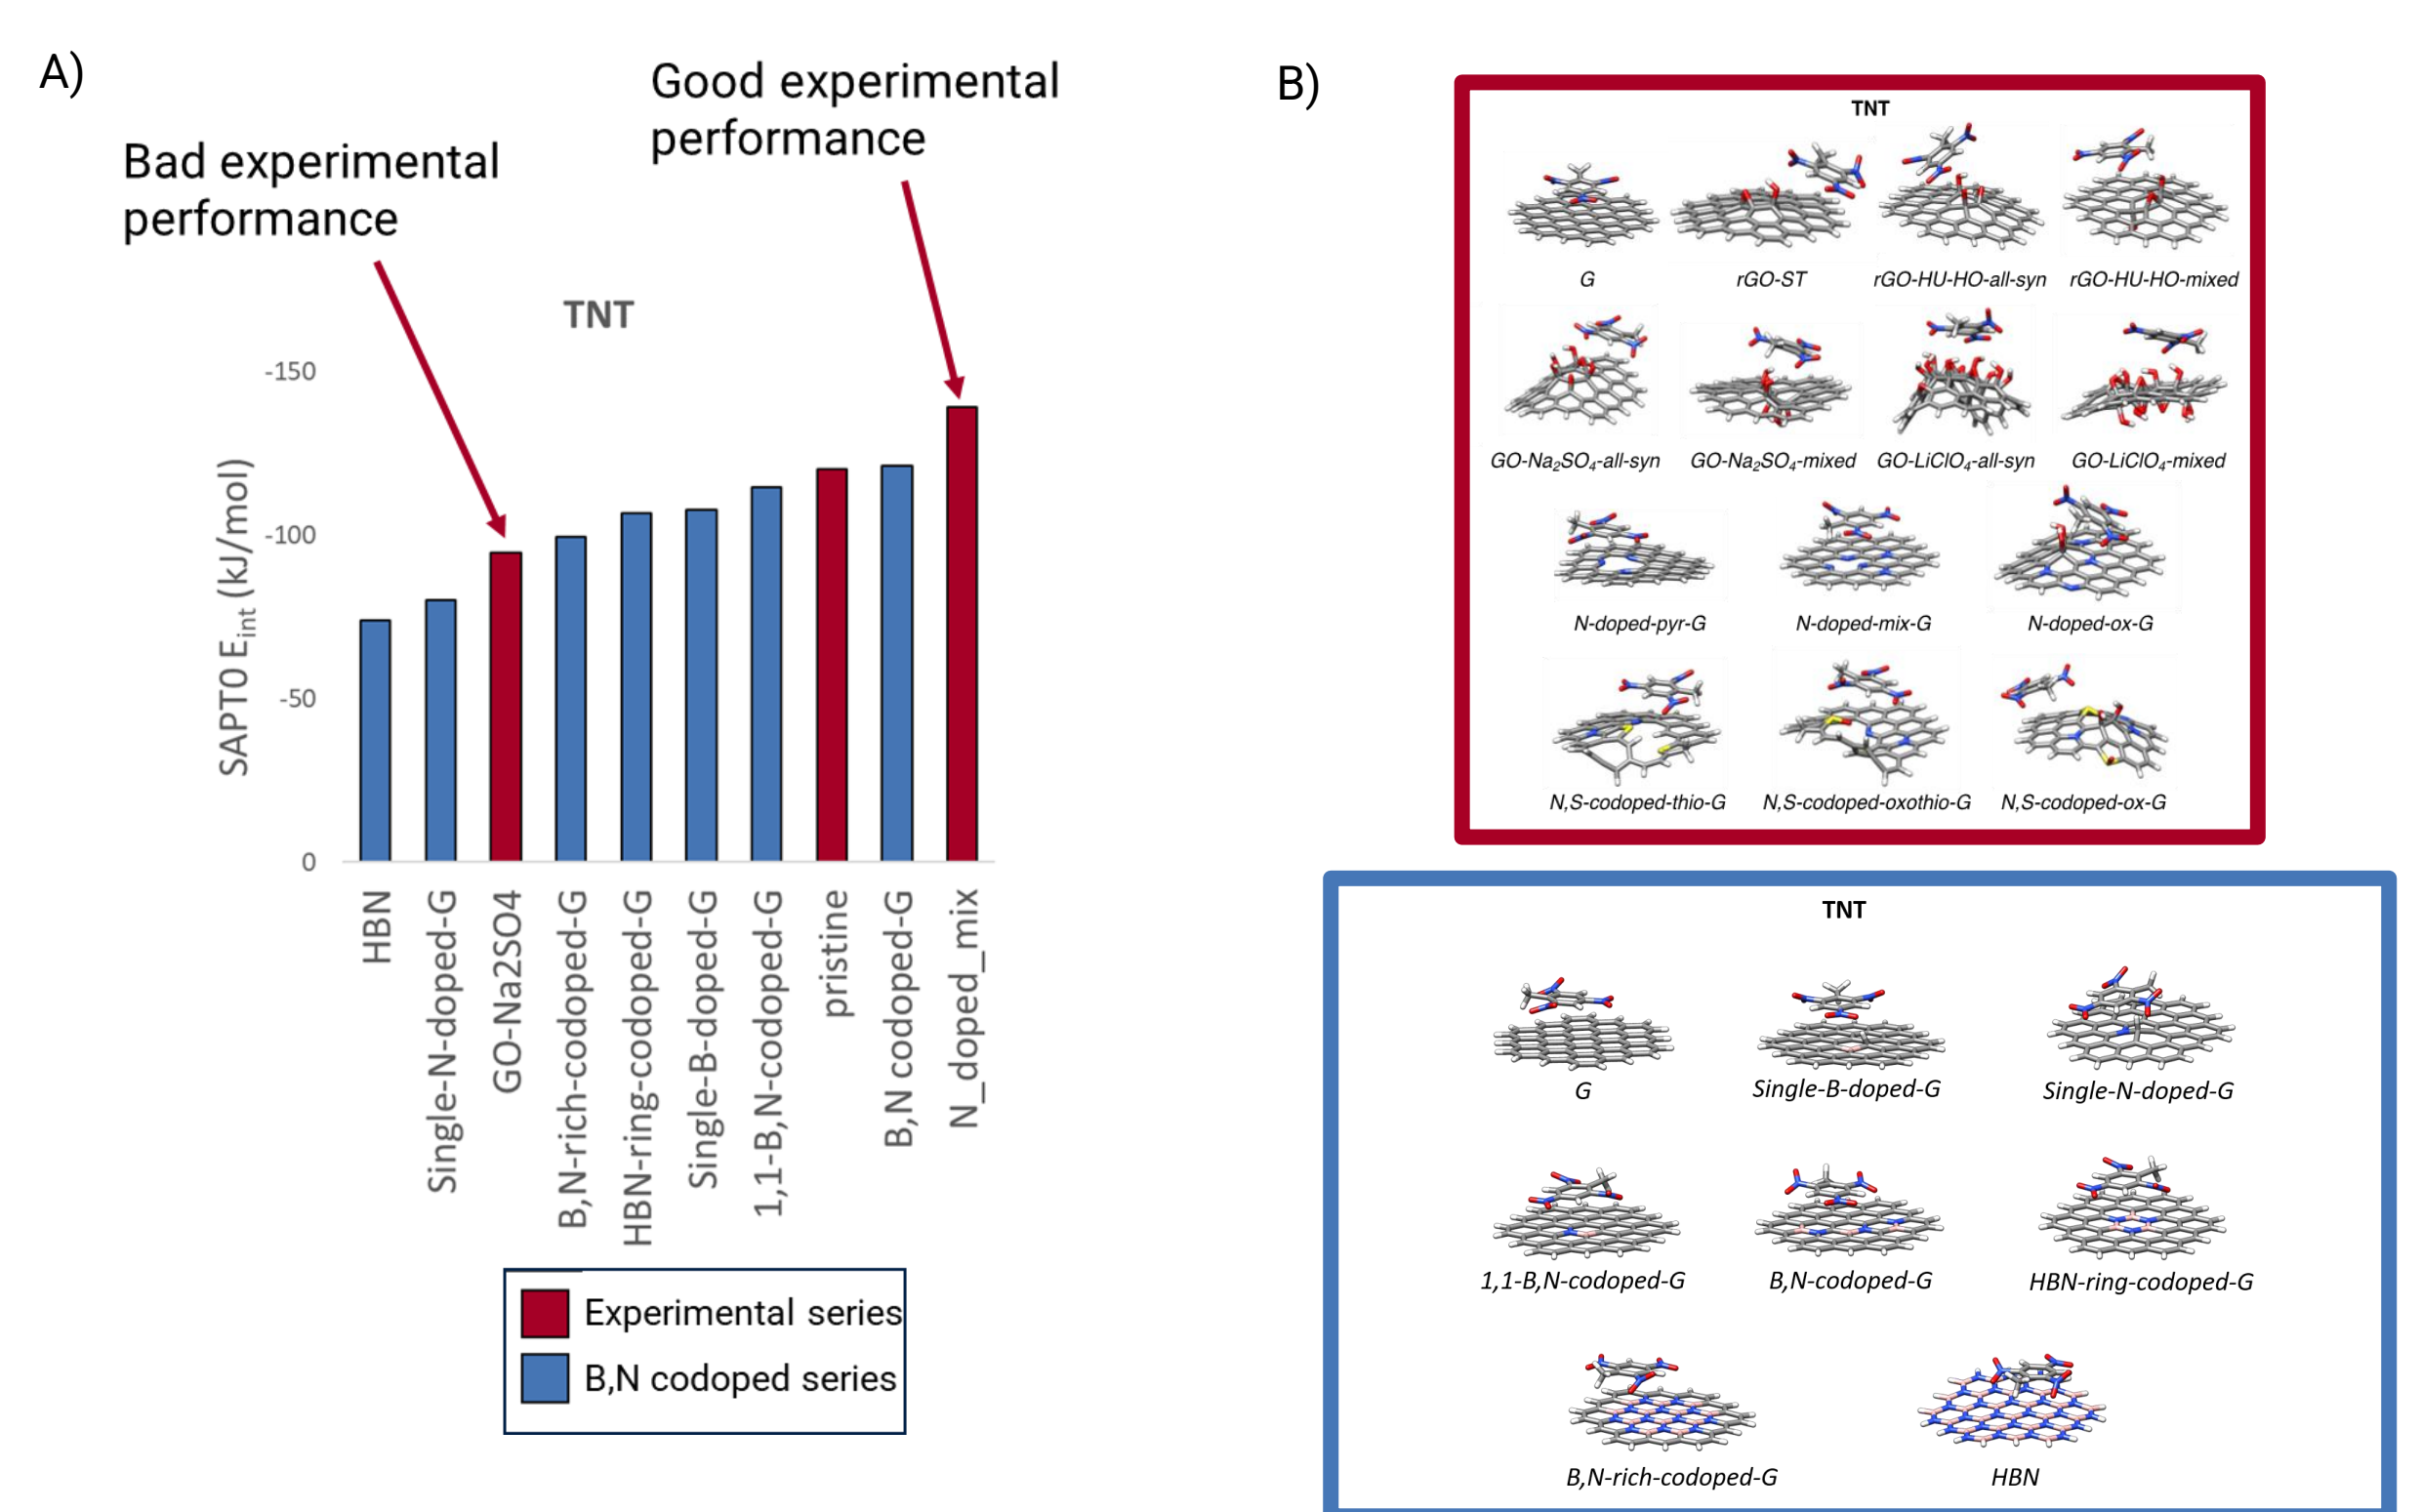 A)
Bad experimental
performance
Good experimental
performance
TNT
SAPT0 E_int (kJ/mol)
-150
-100
-50
0
HBN
Single-N-doped-G
GO-Na2SO4
B,N-rich-codoped-G
HBN-ring-codoped-G
Single-B-doped-G
1,1-B,N-codoped-G
pristine
B,N codoped-G
N_doped_mix
Experimental series
B,N codoped series
B)
TNT
G
rGO-ST
rGO-HU-HO-all-syn
rGO-HU-HO-mixed
GO-Na₂SO₄-all-syn
GO-Na₂SO₄-mixed
GO-LiClO₄-all-syn
GO-LiClO₄-mixed
N-doped-pyr-G
N-doped-mix-G
N-doped-ox-G
N,S-codoped-thio-G
N,S-codoped-oxothio-G
N,S-codoped-ox-G
TNT
G
Single-B-doped-G
Single-N-doped-G
1,1-B,N-codoped-G
B,N-codoped-G
HBN-ring-codoped-G
B,N-rich-codoped-G
HBN